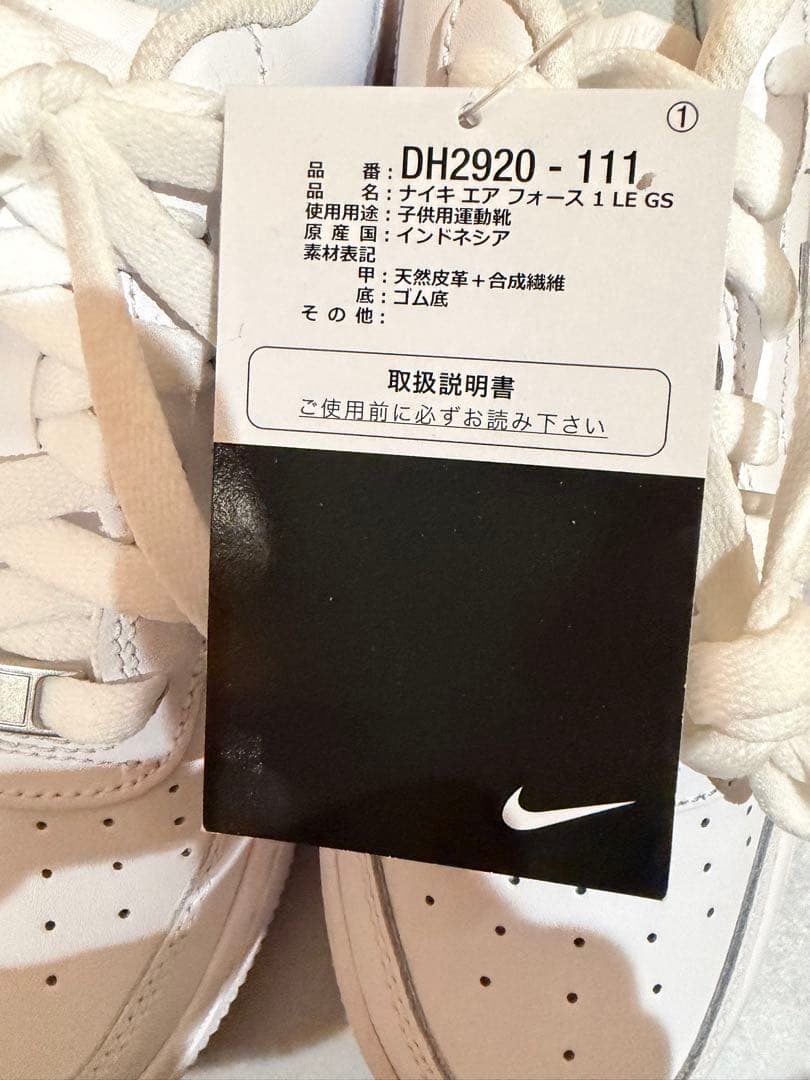 ①
品 番：DH2920 - 111
品 名：ナイキ エア フォース 1 LE GS
使用用途：子供用運動靴
原 産 国：インドネシア
素材表記
甲：天然皮革＋合成繊維
底：ゴム底
そ の 他：
取扱説明書
ご使用前に必ずお読み下さい